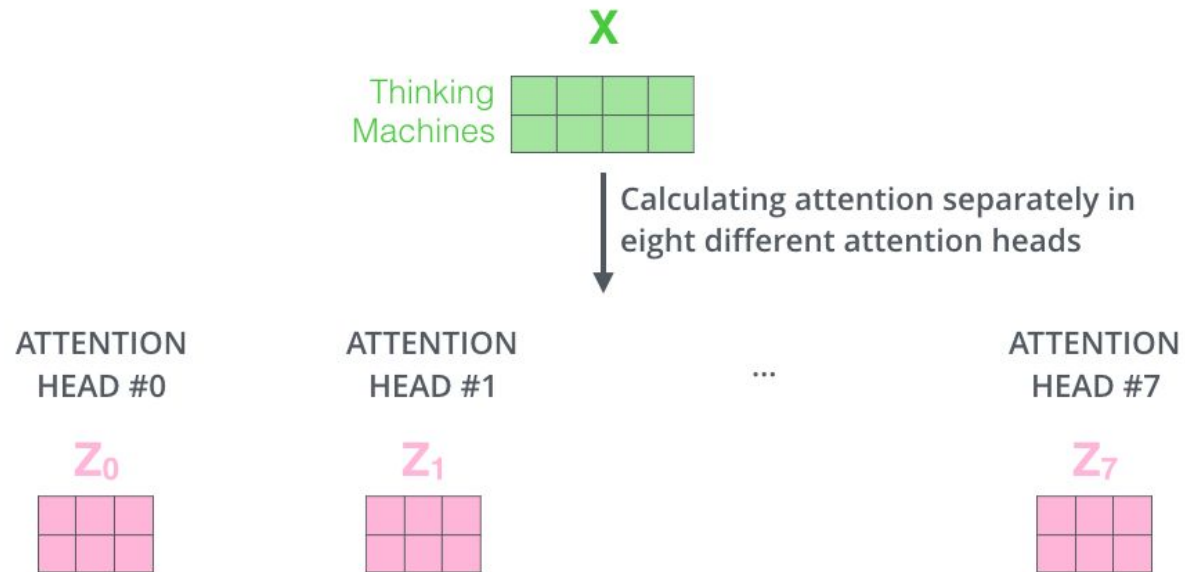 X
Thinking
Machines
Calculating attention separately in
eight different attention heads
ATTENTION
HEAD #0
ATTENTION
HEAD #1
...
ATTENTION
HEAD #7
Z₀
Z₁
Z₇